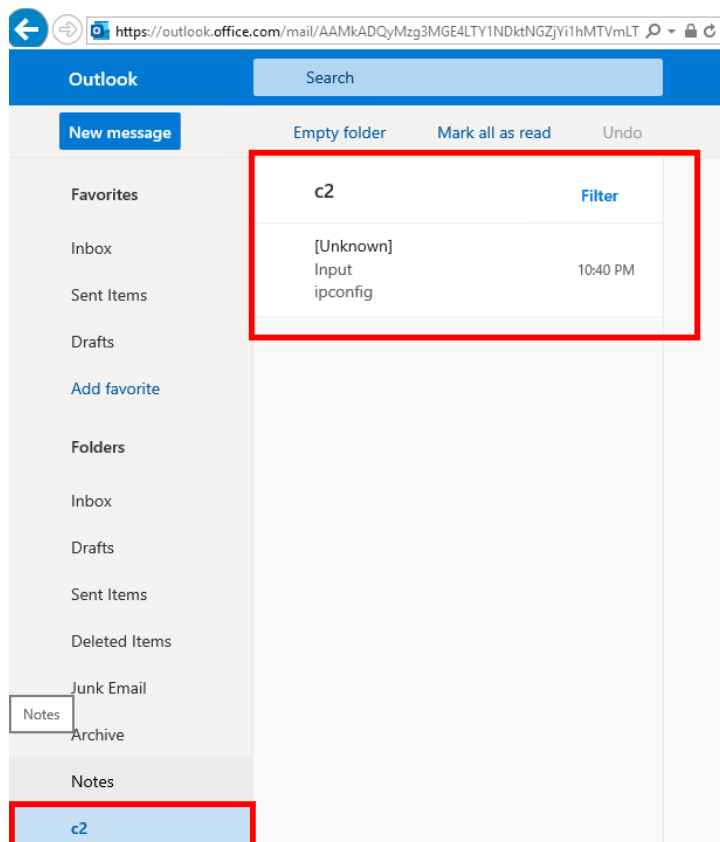 https://outlook.office.com/mail/AAMkADQyMzg3MGE4LTY1NDktNGZjYi1hMTVmLT
Outlook
Search
New message
Empty folder Mark all as read Undo
Favorites
Inbox
Sent Items
Drafts
Add favorite
Folders
Inbox
Drafts
Sent Items
Deleted Items
Junk Email
Notes
Archive
Notes
c2
c2 Filter
[Unknown]
Input 10:40 PM
ipconfig